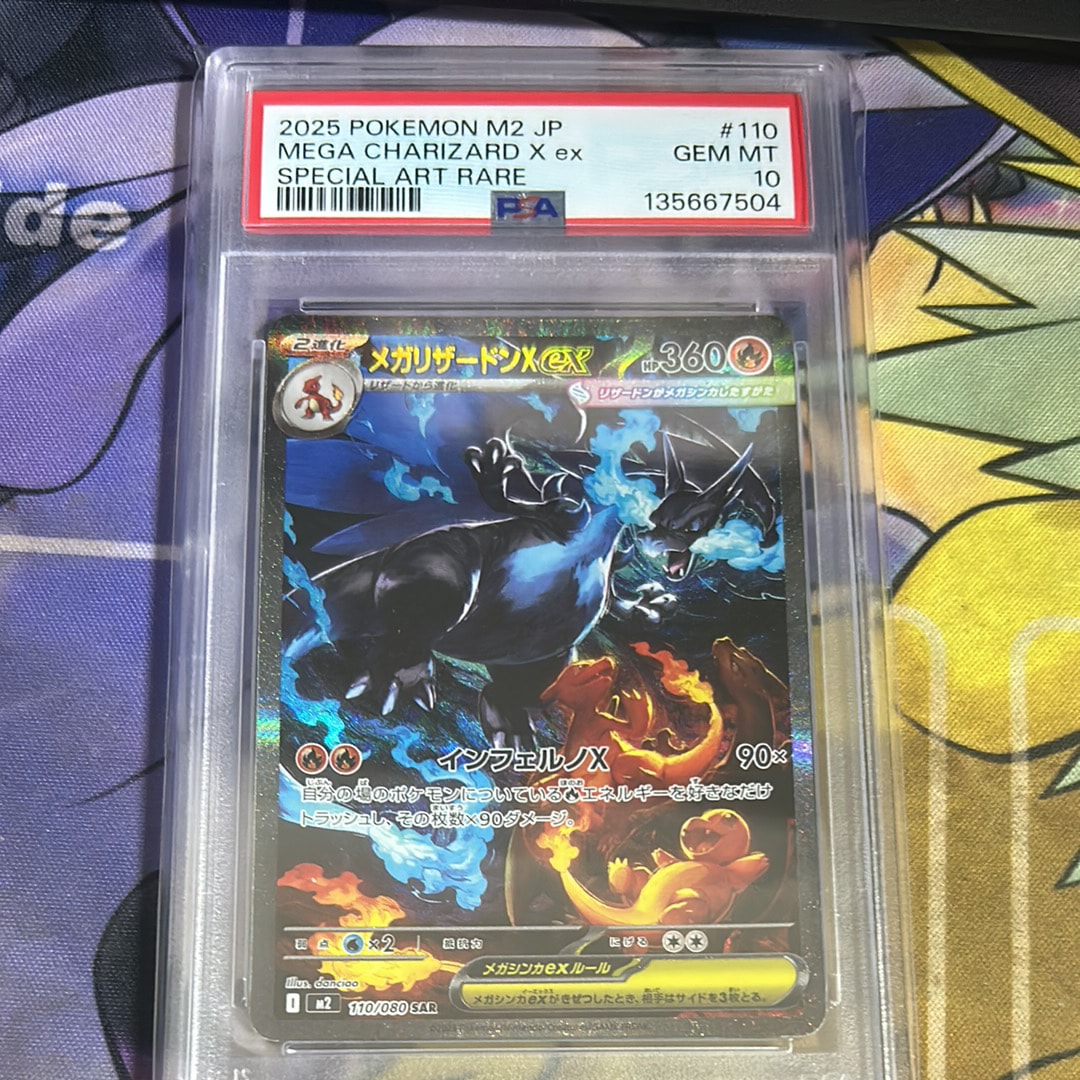 de
2025 POKEMON M2 JP #110
MEGA CHARIZARD X ex GEM MT
SPECIAL ART RARE 10
PSA 135667504
2進化 メガリザードンXex HP360
リザードから進化 リザードンがメガシンカしたすがた
インフェルノX 90×
自分の場のポケモンについているエネルギーを好きなだけ
トラッシュし、その枚数×90ダメージ。
弱点 ×2 抵抗力 にげる
メガシンカexルール
メガシンカexがきぜつしたとき、相手はサイドを3枚とる。
Illus. danciao
I M2 110/080 SAR